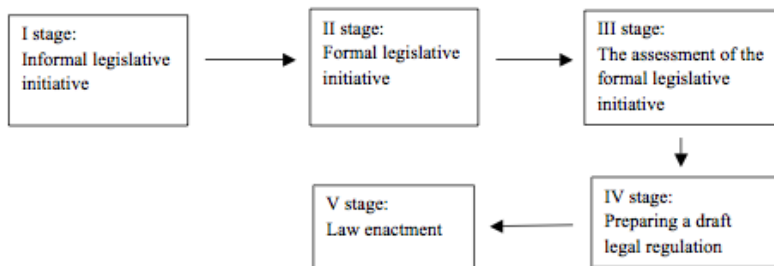 I stage:
Informal legislative
initiative
II stage:
Formal legislative
initiative
III stage:
The assessment of the
formal legislative
initiative
IV stage:
Preparing a draft
legal regulation
V stage:
Law enactment